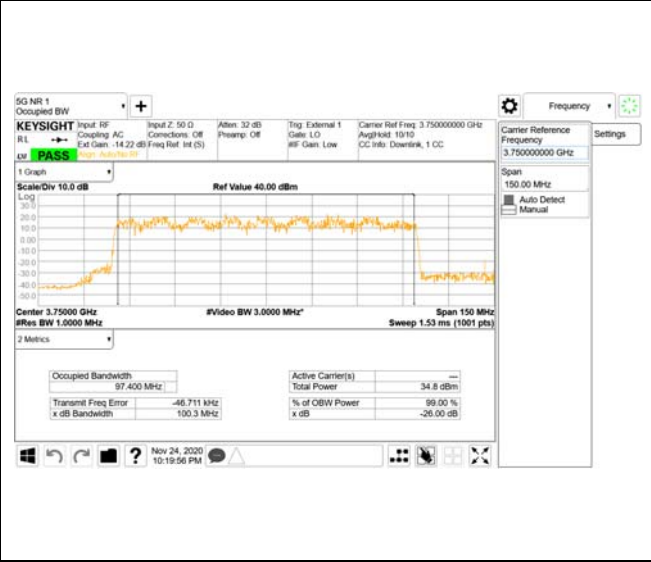 5G NR 1
Occupied BW
Frequency
KEYSIGHT
R L
LW
PASS
Input: RF
Coupling: AC
Ext Gain: -14.22 dB
Align: Auto/No RF
Input Z: 50 Ω
Corrections: Off
Freq Ref: Int (S)
Atten: 32 dB
Preamp: Off
Trig: External 1
Gate: LO
#IF Gain: Low
Carrier Ref Freq: 3.750000000 GHz
Avg|Hold: 10/10
CC Info: Downlink, 1 CC
Carrier Reference
Frequency
3.750000000 GHz
Settings
Span
150.00 MHz
Auto Detect
Manual
1 Graph
Scale/Div 10.0 dB
Ref Value 40.00 dBm
Log
30.0
20.0
10.0
0.00
-10.0
-20.0
-30.0
-40.0
-50.0
Center 3.75000 GHz
#Video BW 3.0000 MHz*
Span 150 MHz
#Res BW 1.0000 MHz
Sweep 1.53 ms (1001 pts)
2 Metrics
Occupied Bandwidth
97.400 MHz
Transmit Freq Error -46.711 kHz
x dB Bandwidth 100.3 MHz
Active Carrier(s) —
Total Power 34.8 dBm
% of OBW Power 99.00 %
x dB -26.00 dB
?
Nov 24, 2020
10:19:56 PM